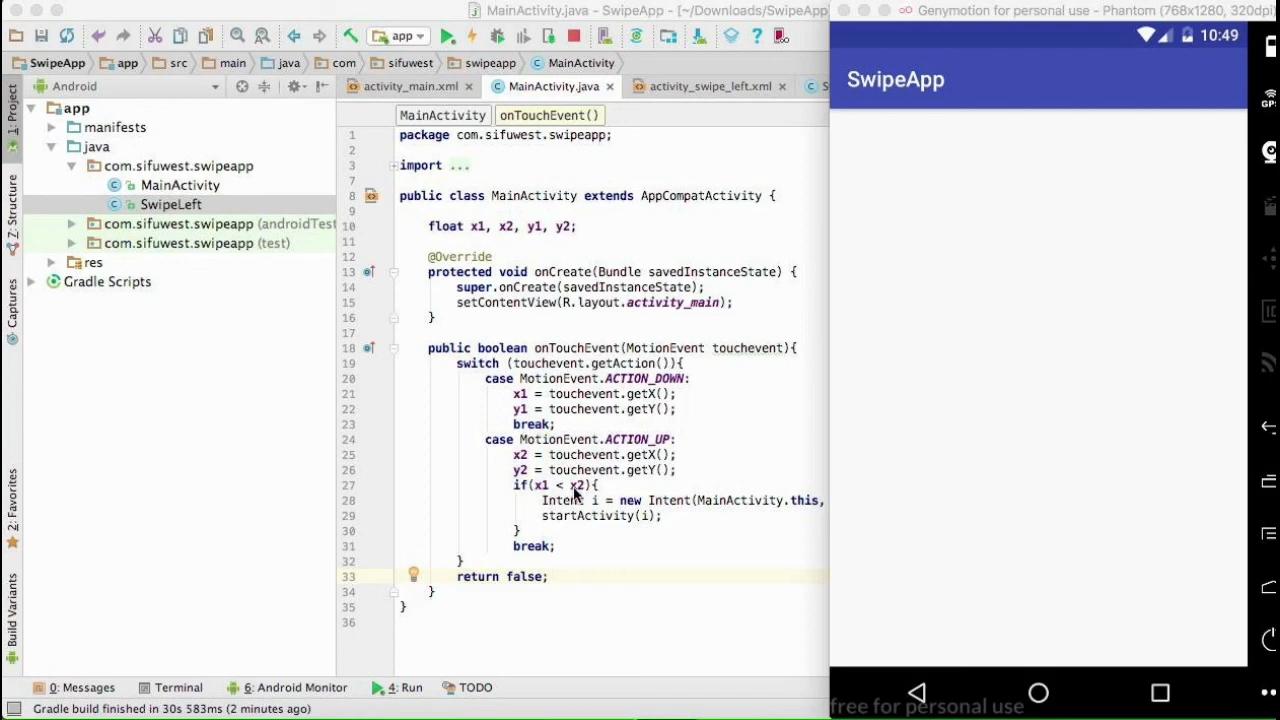 MainActivity.java - SwipeApp - [~/Downloads/SwipeApp
Genymotion for personal use - Phantom (768x1280, 320dpi
app
SwipeApp
app
src
main
java
com
sifuwest
swipeapp
MainActivity
1: Project
Z: Structure
Captures
2: Favorites
Build Variants
Android
app
manifests
java
com.sifuwest.swipeapp
MainActivity
SwipeLeft
com.sifuwest.swipeapp (androidTest
com.sifuwest.swipeapp (test)
res
Gradle Scripts
activity_main.xml
MainActivity.java
activity_swipe_left.xml
S
MainActivity
onTouchEvent()
1 package com.sifuwest.swipeapp;
2
3 import ...
7
8 public class MainActivity extends AppCompatActivity {
9
10 float x1, x2, y1, y2;
11
12 @Override
13 protected void onCreate(Bundle savedInstanceState) {
14 super.onCreate(savedInstanceState);
15 setContentView(R.layout.activity_main);
16 }
17
18 public boolean onTouchEvent(MotionEvent touchevent){
19 switch (touchevent.getAction()){
20 case MotionEvent.ACTION_DOWN:
21 x1 = touchevent.getX();
22 y1 = touchevent.getY();
23 break;
24 case MotionEvent.ACTION_UP:
25 x2 = touchevent.getX();
26 y2 = touchevent.getY();
27 if(x1 < x2){
28 Intent i = new Intent(MainActivity.this,
29 startActivity(i);
30 }
31 break;
32 }
33 return false;
34 }
35 }
36
10:49
SwipeApp
GPS
ID
free for personal use
0: Messages
Terminal
6: Android Monitor
4: Run
TODO
Gradle build finished in 30s 583ms (2 minutes ago)